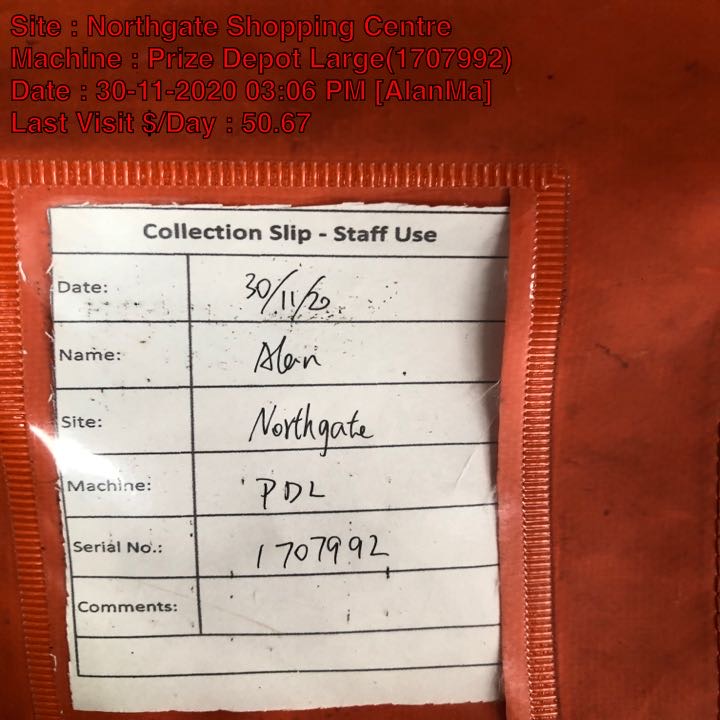 Site : Northgate Shopping Centre
Machine : Prize Depot Large(1707992)
Date : 30-11-2020 03:06 PM [AlanMa]
Last Visit $/Day : 50.67
Collection Slip - Staff Use
Date: 30/11/20
Name: Alan
Site: Northgate
Machine: PDL
Serial No.: 1707992
Comments: